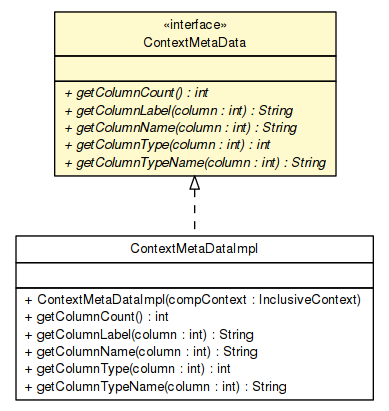 «interface»
ContextMetaData
+ getColumnCount() : int
+ getColumnLabel(column : int) : String
+ getColumnName(column : int) : String
+ getColumnType(column : int) : int
+ getColumnTypeName(column : int) : String
ContextMetaDataImpl
+ ContextMetaDataImpl(compContext : InclusiveContext)
+ getColumnCount() : int
+ getColumnLabel(column : int) : String
+ getColumnName(column : int) : String
+ getColumnType(column : int) : int
+ getColumnTypeName(column : int) : String